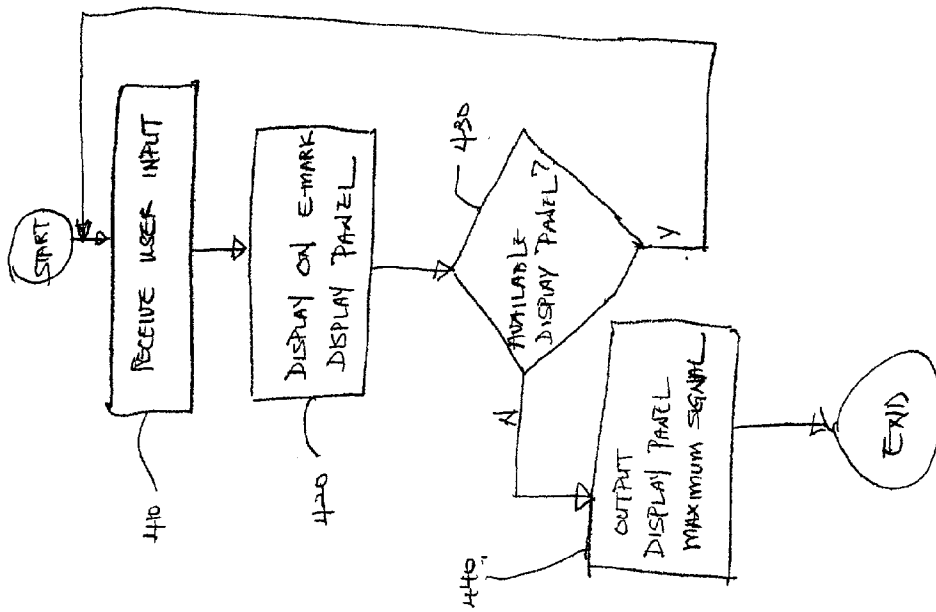 START
RECEIVE USER INPUT
410
DISPLAY ON E-MARK
DISPLAY PANEL
420
AVAILABLE
DISPLAY PANEL?
430
Y
N
OUTPUT
DISPLAY PANEL
MAXIMUM SIGNAL
440
END